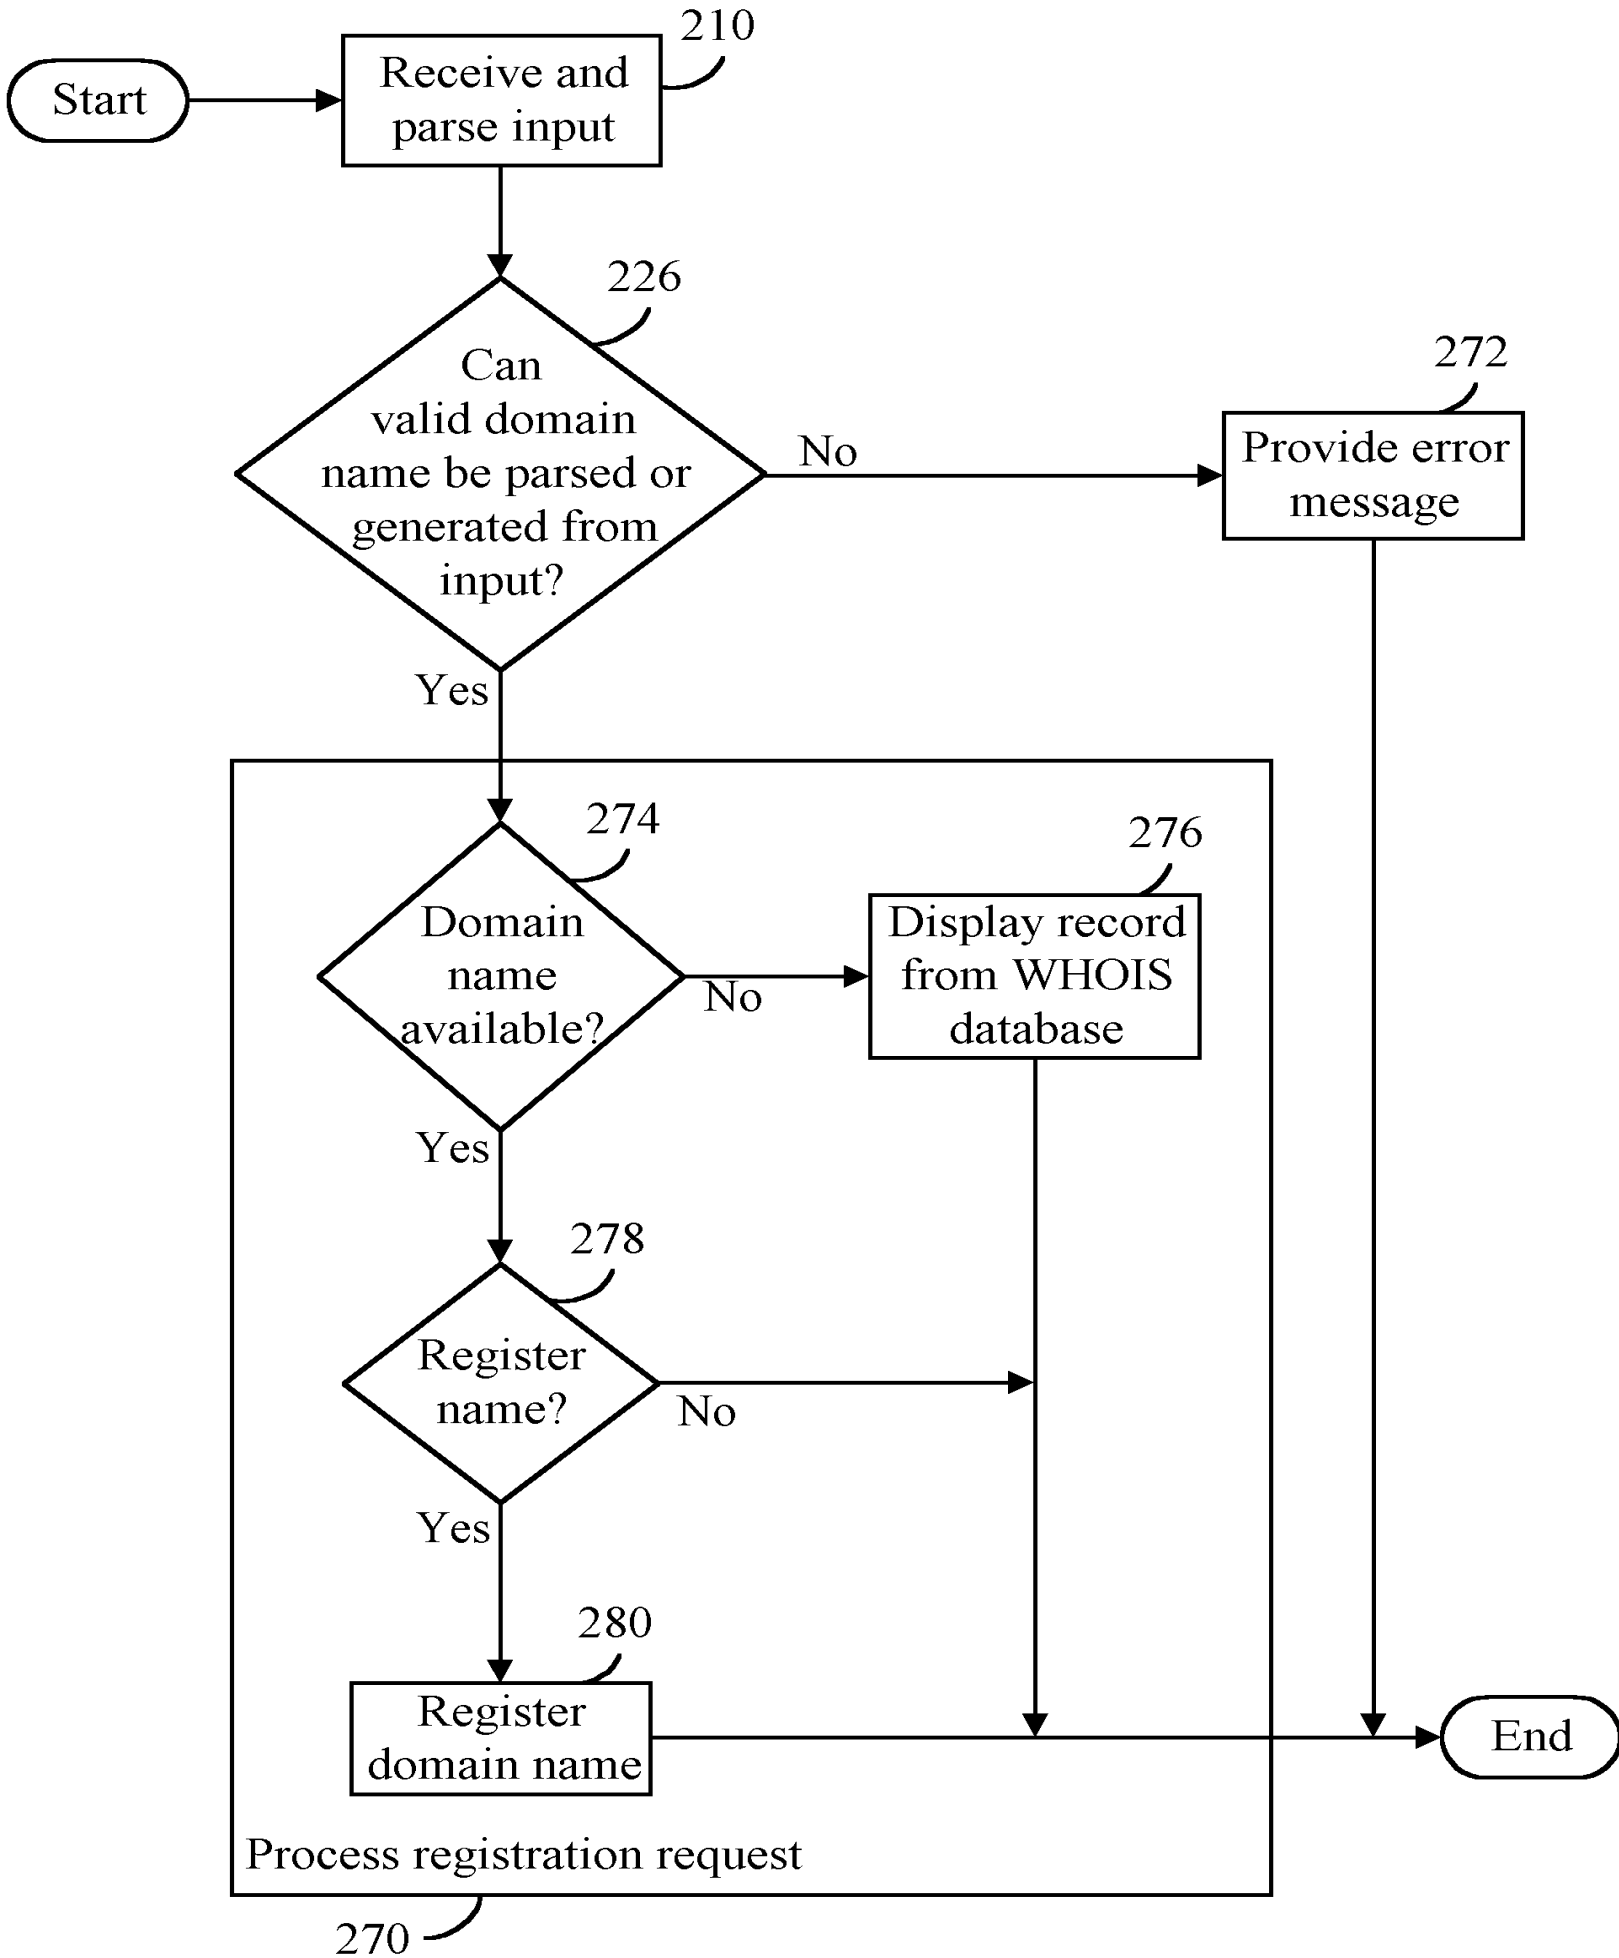 210
Start
Receive and
parse input
226
Can
valid domain
name be parsed or
generated from
input?
No
272
Provide error
message
Yes
274
Domain
name
available?
No
276
Display record
from WHOIS
database
Yes
278
Register
name?
No
Yes
280
Register
domain name
End
Process registration request
270